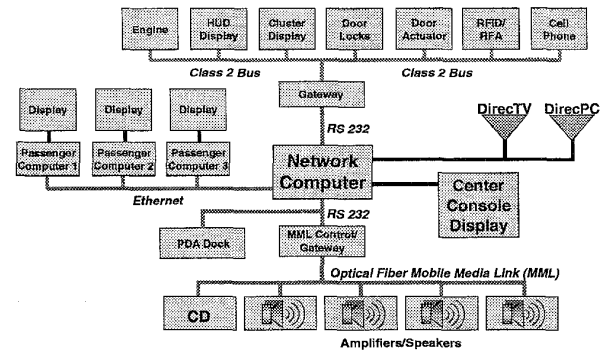 Engine
HUD Display
Cluster Display
Door Locks
Door Actuator
RFID/ RFA
Cell Phone
Class 2 Bus
Class 2 Bus
Gateway
RS 232
DirecTV
DirecPC
Display
Display
Display
Passenger Computer 1
Passenger Computer 2
Passenger Computer 3
Ethernet
Network Computer
Center Console Display
RS 232
PDA Dock
MML Control/ Gateway
Optical Fiber Mobile Media Link (MML)
CD
Amplifiers/Speakers